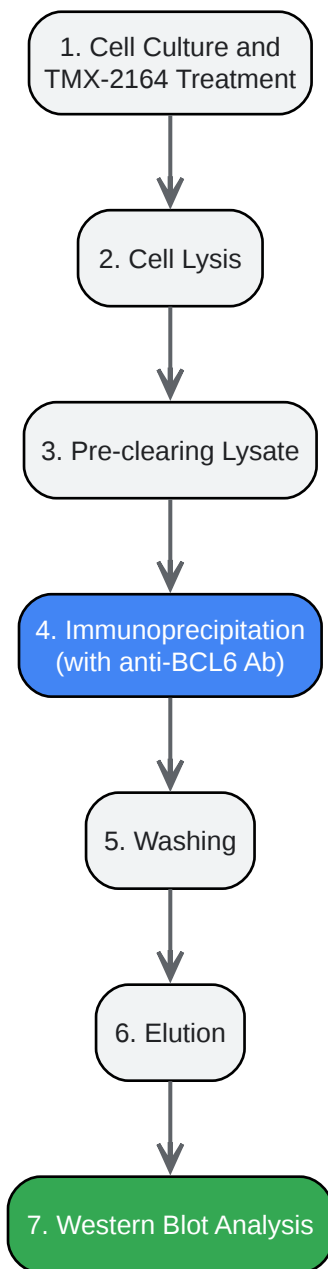 1. Cell Culture and
TMX-2164 Treatment
2. Cell Lysis
3. Pre-clearing Lysate
4. Immunoprecipitation
(with anti-BCL6 Ab)
5. Washing
6. Elution
7. Western Blot Analysis